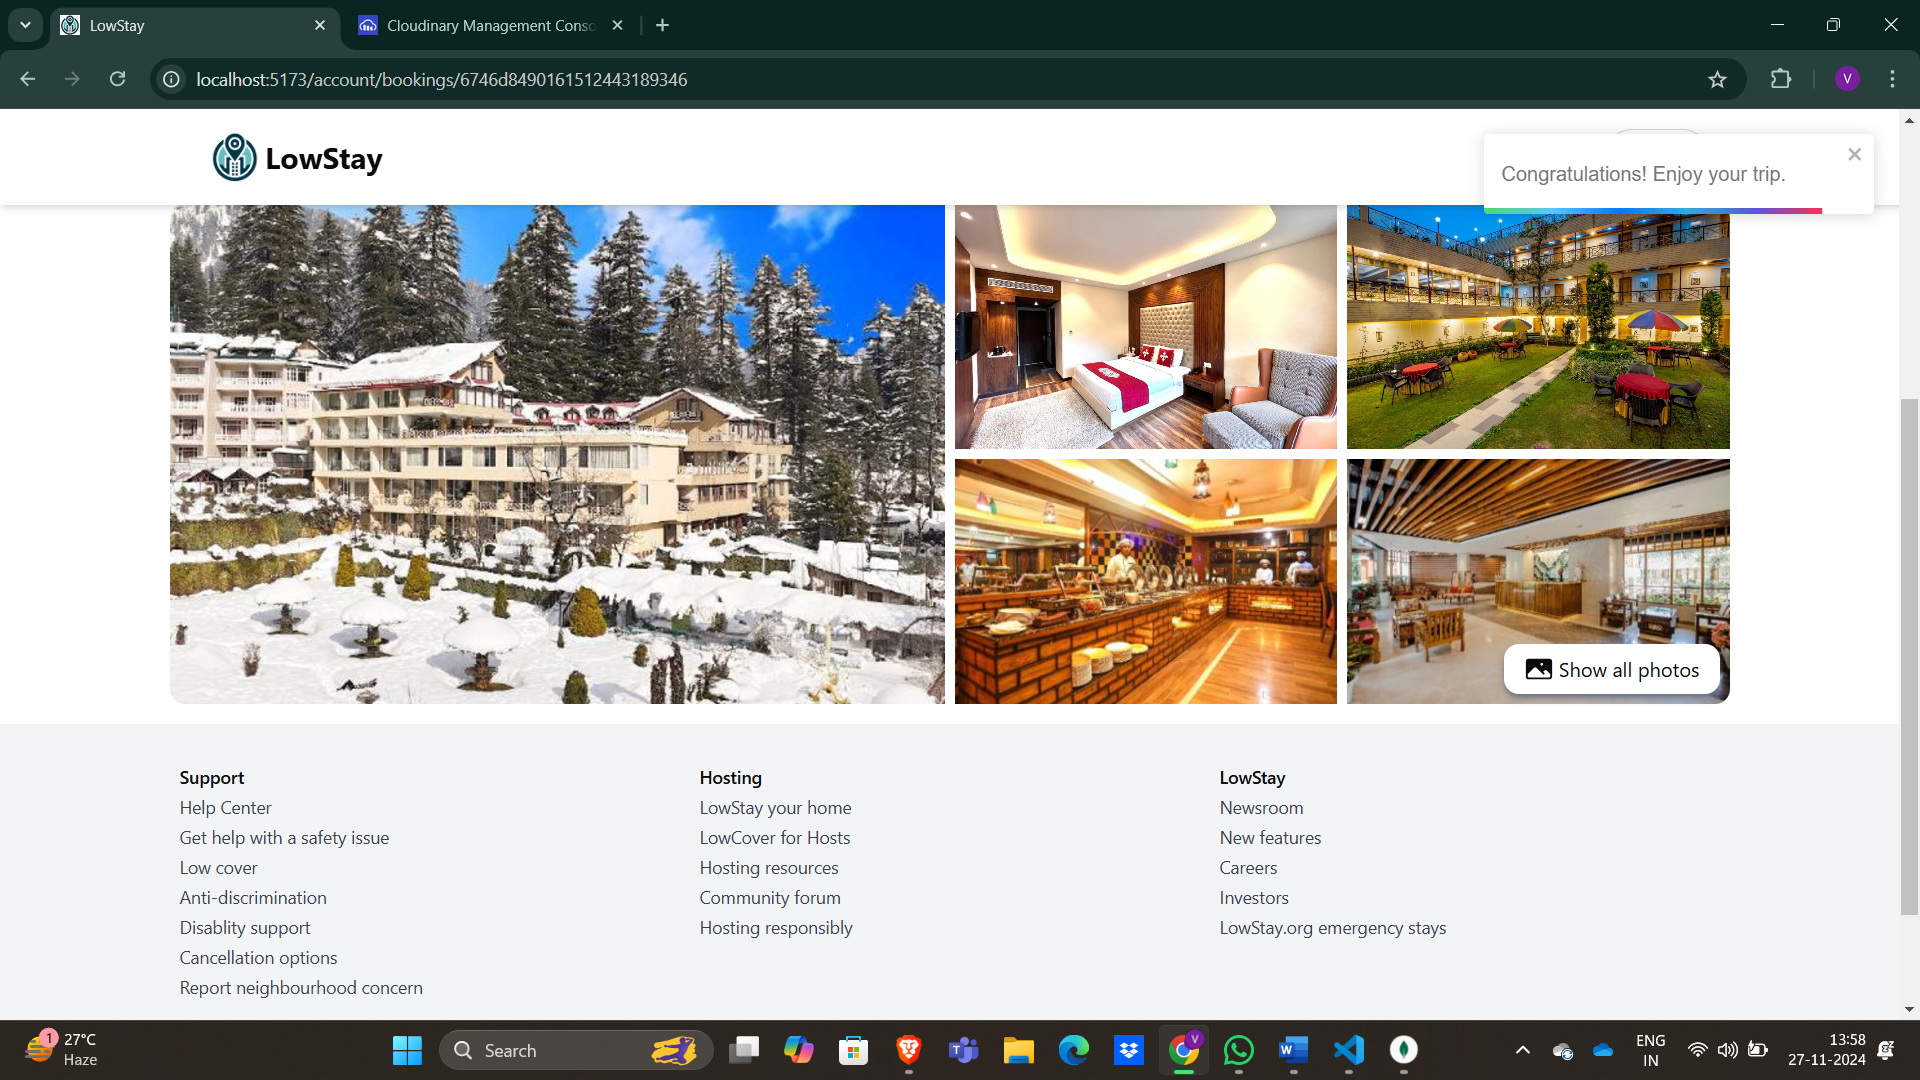 LowStay
Cloudinary Management Conso
localhost:5173/account/bookings/6746d8490161512443189346
V
LowStay
Congratulations! Enjoy your trip.
Show all photos
Support
Help Center
Get help with a safety issue
Low cover
Anti-discrimination
Disablity support
Cancellation options
Report neighbourhood concern
Hosting
LowStay your home
LowCover for Hosts
Hosting resources
Community forum
Hosting responsibly
LowStay
Newsroom
New features
Careers
Investors
LowStay.org emergency stays
1
27°C
Haze
Search
V
ENG
IN
13:58
27-11-2024